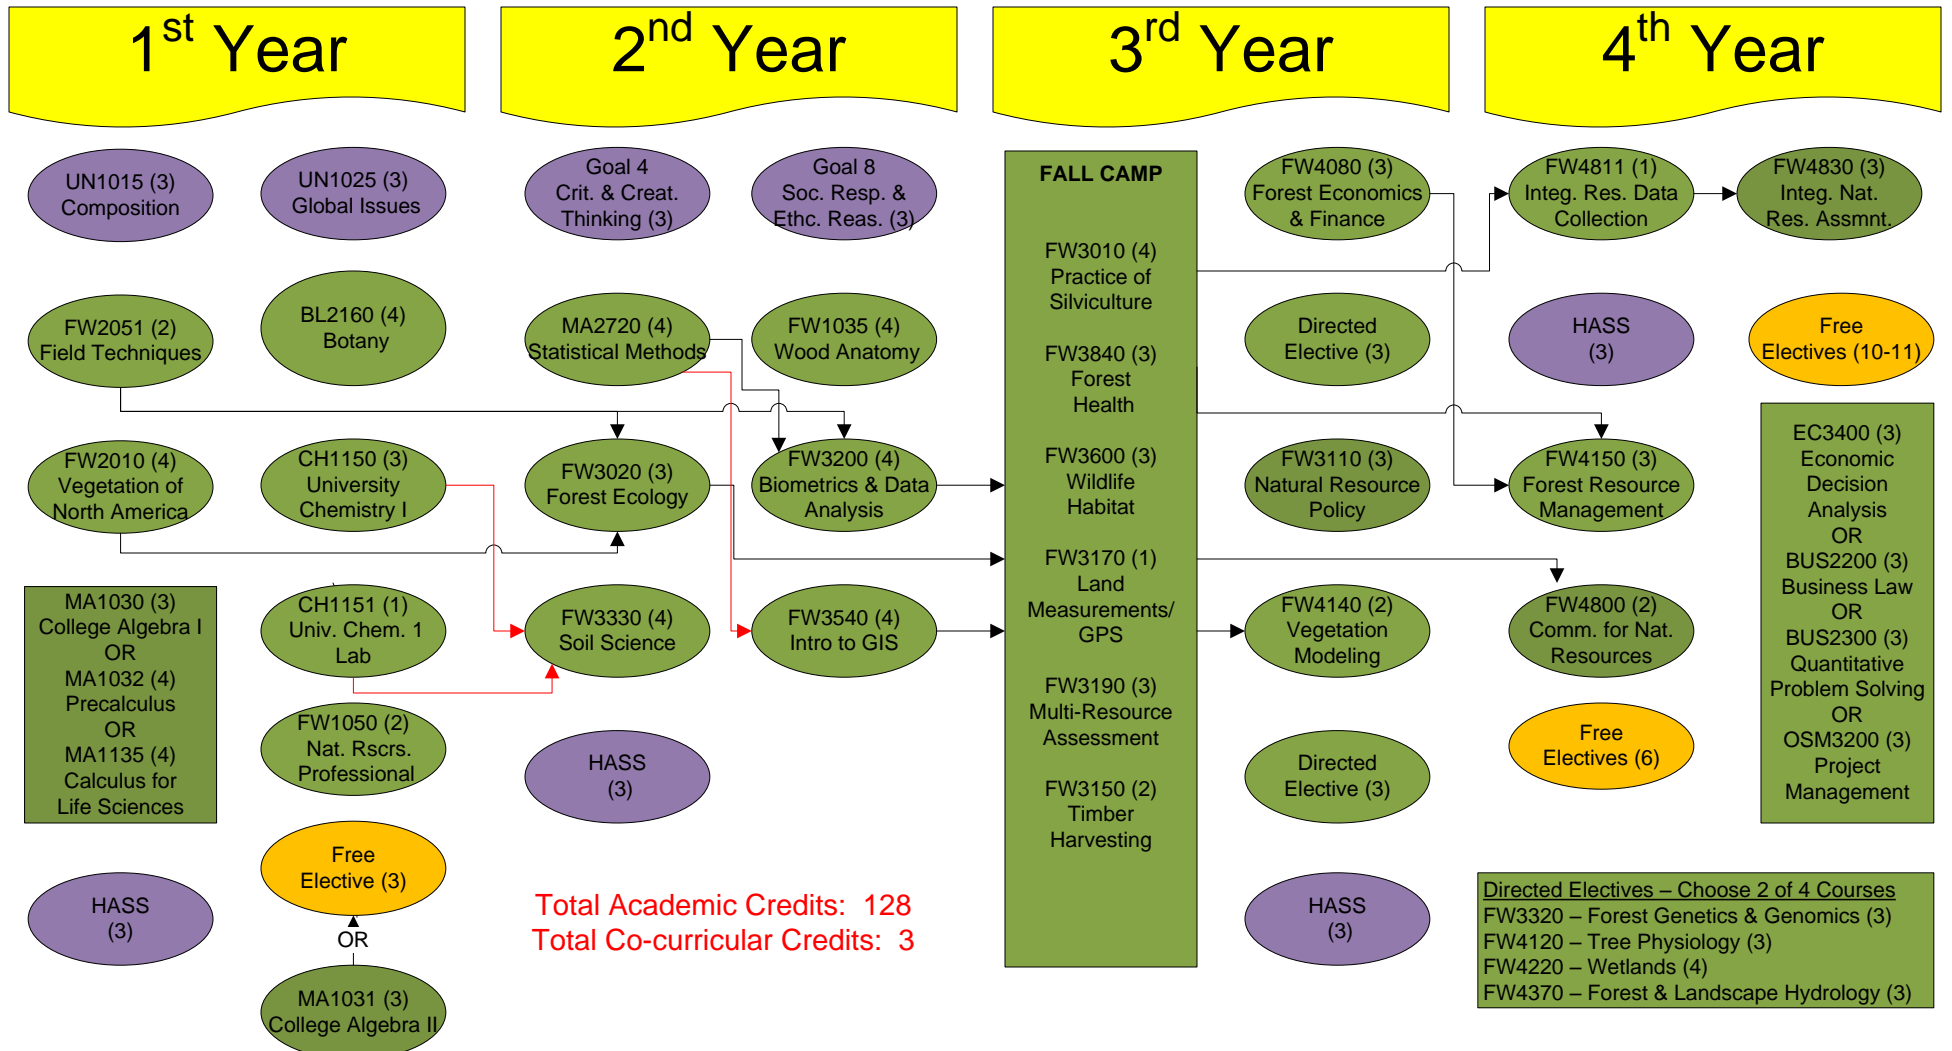 1st Year
2nd Year
3rd Year
4th Year
UN1015 (3)
Composition
FW2051 (2)
Field Techniques
FW2010 (4)
Vegetation of
North America
MA1030 (3)
College Algebra I
OR
MA1032 (4)
Precalculus
OR
MA1135 (4)
Calculus for
Life Sciences
HASS
(3)
UN1025 (3)
Global Issues
BL2160 (4)
Botany
CH1150 (3)
University
Chemistry I
CH1151 (1)
Univ. Chem. 1
Lab
FW1050 (2)
Nat. Rscrs.
Professional
Free
Elective (3)
OR
MA1031 (3)
College Algebra II
Goal 4
Crit. & Creat.
Thinking (3)
MA2720 (4)
Statistical Methods
FW3020 (3)
Forest Ecology
FW3330 (4)
Soil Science
HASS
(3)
Goal 8
Soc. Resp. &
Ethc. Reas. (3)
FW1035 (4)
Wood Anatomy
FW3200 (4)
Biometrics & Data
Analysis
FW3540 (4)
Intro to GIS
Total Academic Credits: 128
Total Co-curricular Credits: 3
FALL CAMP
FW3010 (4)
Practice of
Silviculture
FW3840 (3)
Forest
Health
FW3600 (3)
Wildlife
Habitat
FW3170 (1)
Land
Measurements/
GPS
FW3190 (3)
Multi-Resource
Assessment
FW3150 (2)
Timber
Harvesting
FW4080 (3)
Forest Economics
& Finance
Directed
Elective (3)
FW3110 (3)
Natural Resource
Policy
FW4140 (2)
Vegetation
Modeling
Directed
Elective (3)
HASS
(3)
FW4811 (1)
Integ. Res. Data
Collection
HASS
(3)
FW4150 (3)
Forest Resource
Management
FW4800 (2)
Comm. for Nat.
Resources
Free
Electives (6)
FW4830 (3)
Integ. Nat.
Res. Assmnt.
Free
Electives (10-11)
EC3400 (3)
Economic
Decision
Analysis
OR
BUS2200 (3)
Business Law
OR
BUS2300 (3)
Quantitative
Problem Solving
OR
OSM3200 (3)
Project
Management
Directed Electives – Choose 2 of 4 Courses
FW3320 – Forest Genetics & Genomics (3)
FW4120 – Tree Physiology (3)
FW4220 – Wetlands (4)
FW4370 – Forest & Landscape Hydrology (3)